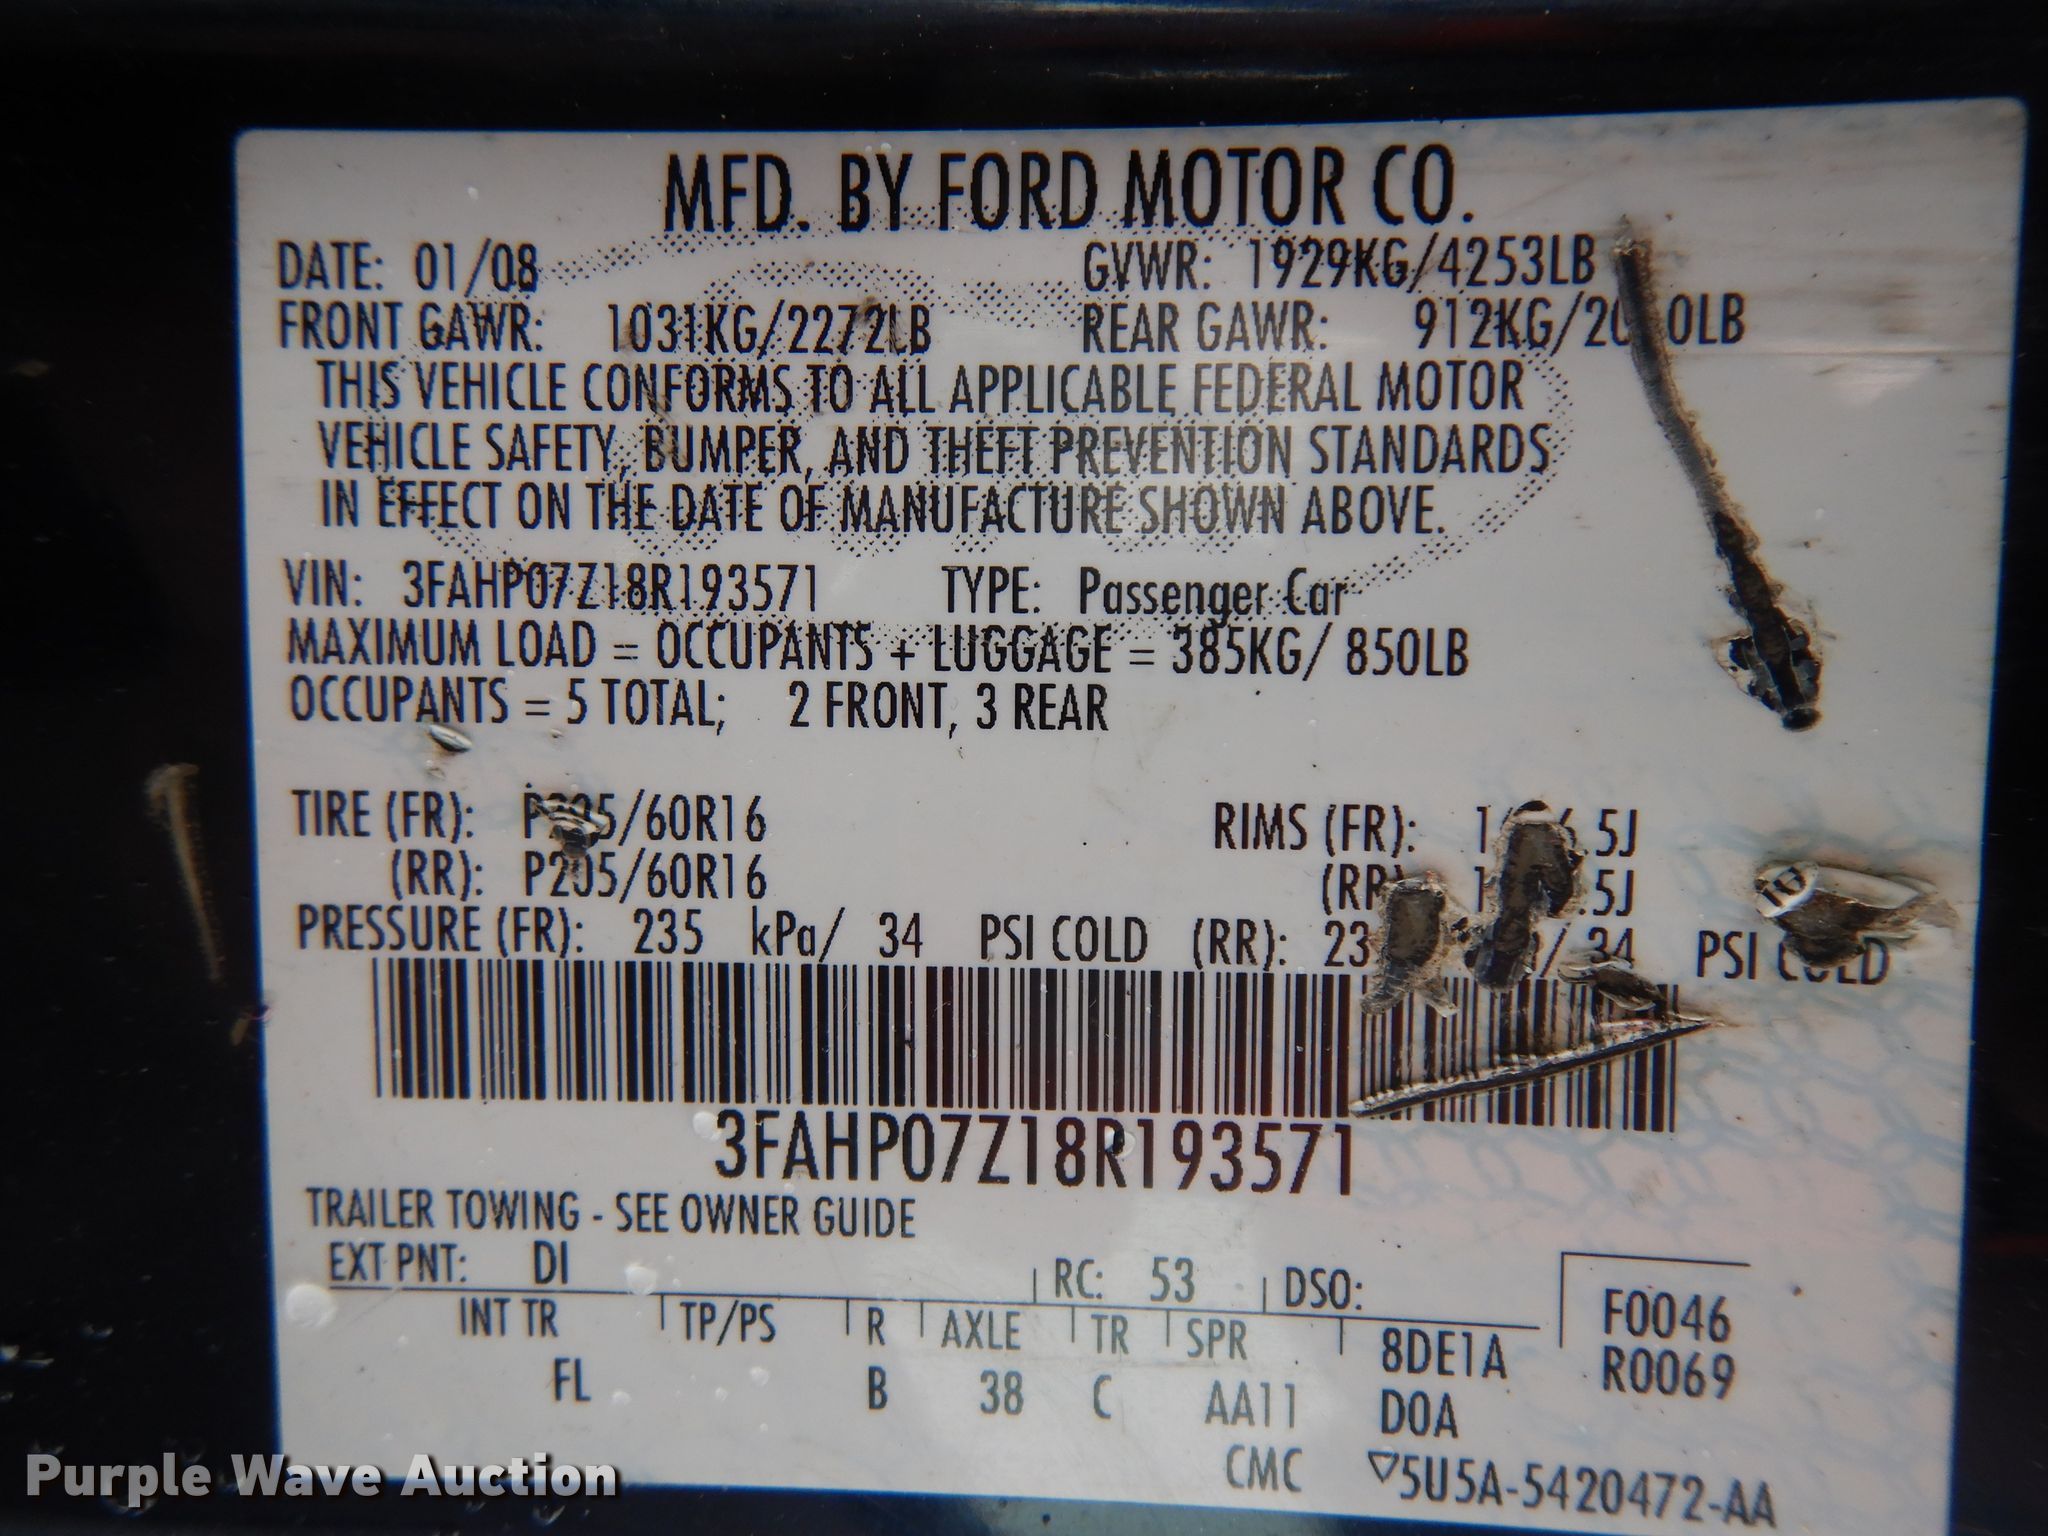 MFD. BY FORD MOTOR CO.
DATE: 01/08 GVWR: 1929KG/4253LB
FRONT GAWR: 1031KG/2272LB REAR GAWR: 912KG/
THIS VEHICLE CONFORMS TO ALL APPLICABLE FEDERAL MOTOR
VEHICLE SAFETY, BUMPER, AND THEFT PREVENTION STANDARDS
IN EFFECT ON THE DATE OF MANUFACTURE SHOWN ABOVE.
VIN: 3FAHP07Z18R193571 TYPE: Passenger Car
MAXIMUM LOAD = OCCUPANTS + LUGGAGE = 385KG/ 850LB
OCCUPANTS = 5 TOTAL; 2 FRONT, 3 REAR
TIRE (FR): P205/60R16 RIMS (FR):
(RR): P205/60R16 (RR):
PRESSURE (FR): 235 kPa/ 34 PSI COLD (RR): 34 PSI COLD
3FAHP07Z18R193571
TRAILER TOWING - SEE OWNER GUIDE
EXT PNT: DI RC: 53 DSO:
INT TR TP/PS R AXLE TR SPR 8DE1A F0046
FL B 38 C AA11 DOA R0069
CMC ▽5U5A-5420472-AA
Purple Wave Auction